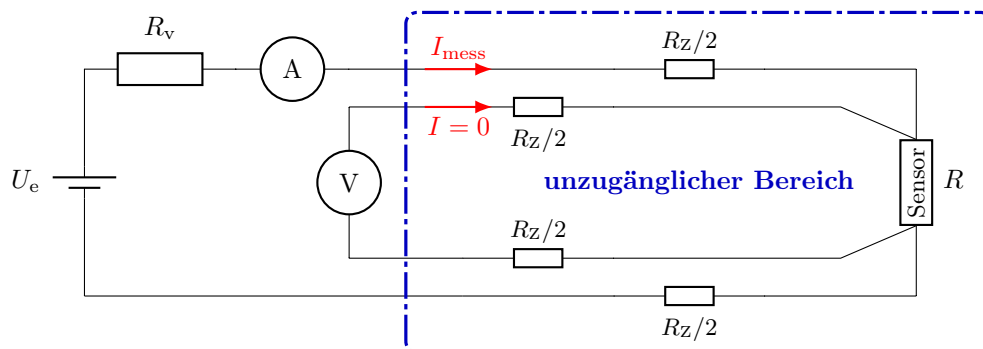 R_v
A
I_mess
R_Z/2
I = 0
R_Z/2
V
U_e
unzugänglicher Bereich
Sensor
R
R_Z/2
R_Z/2